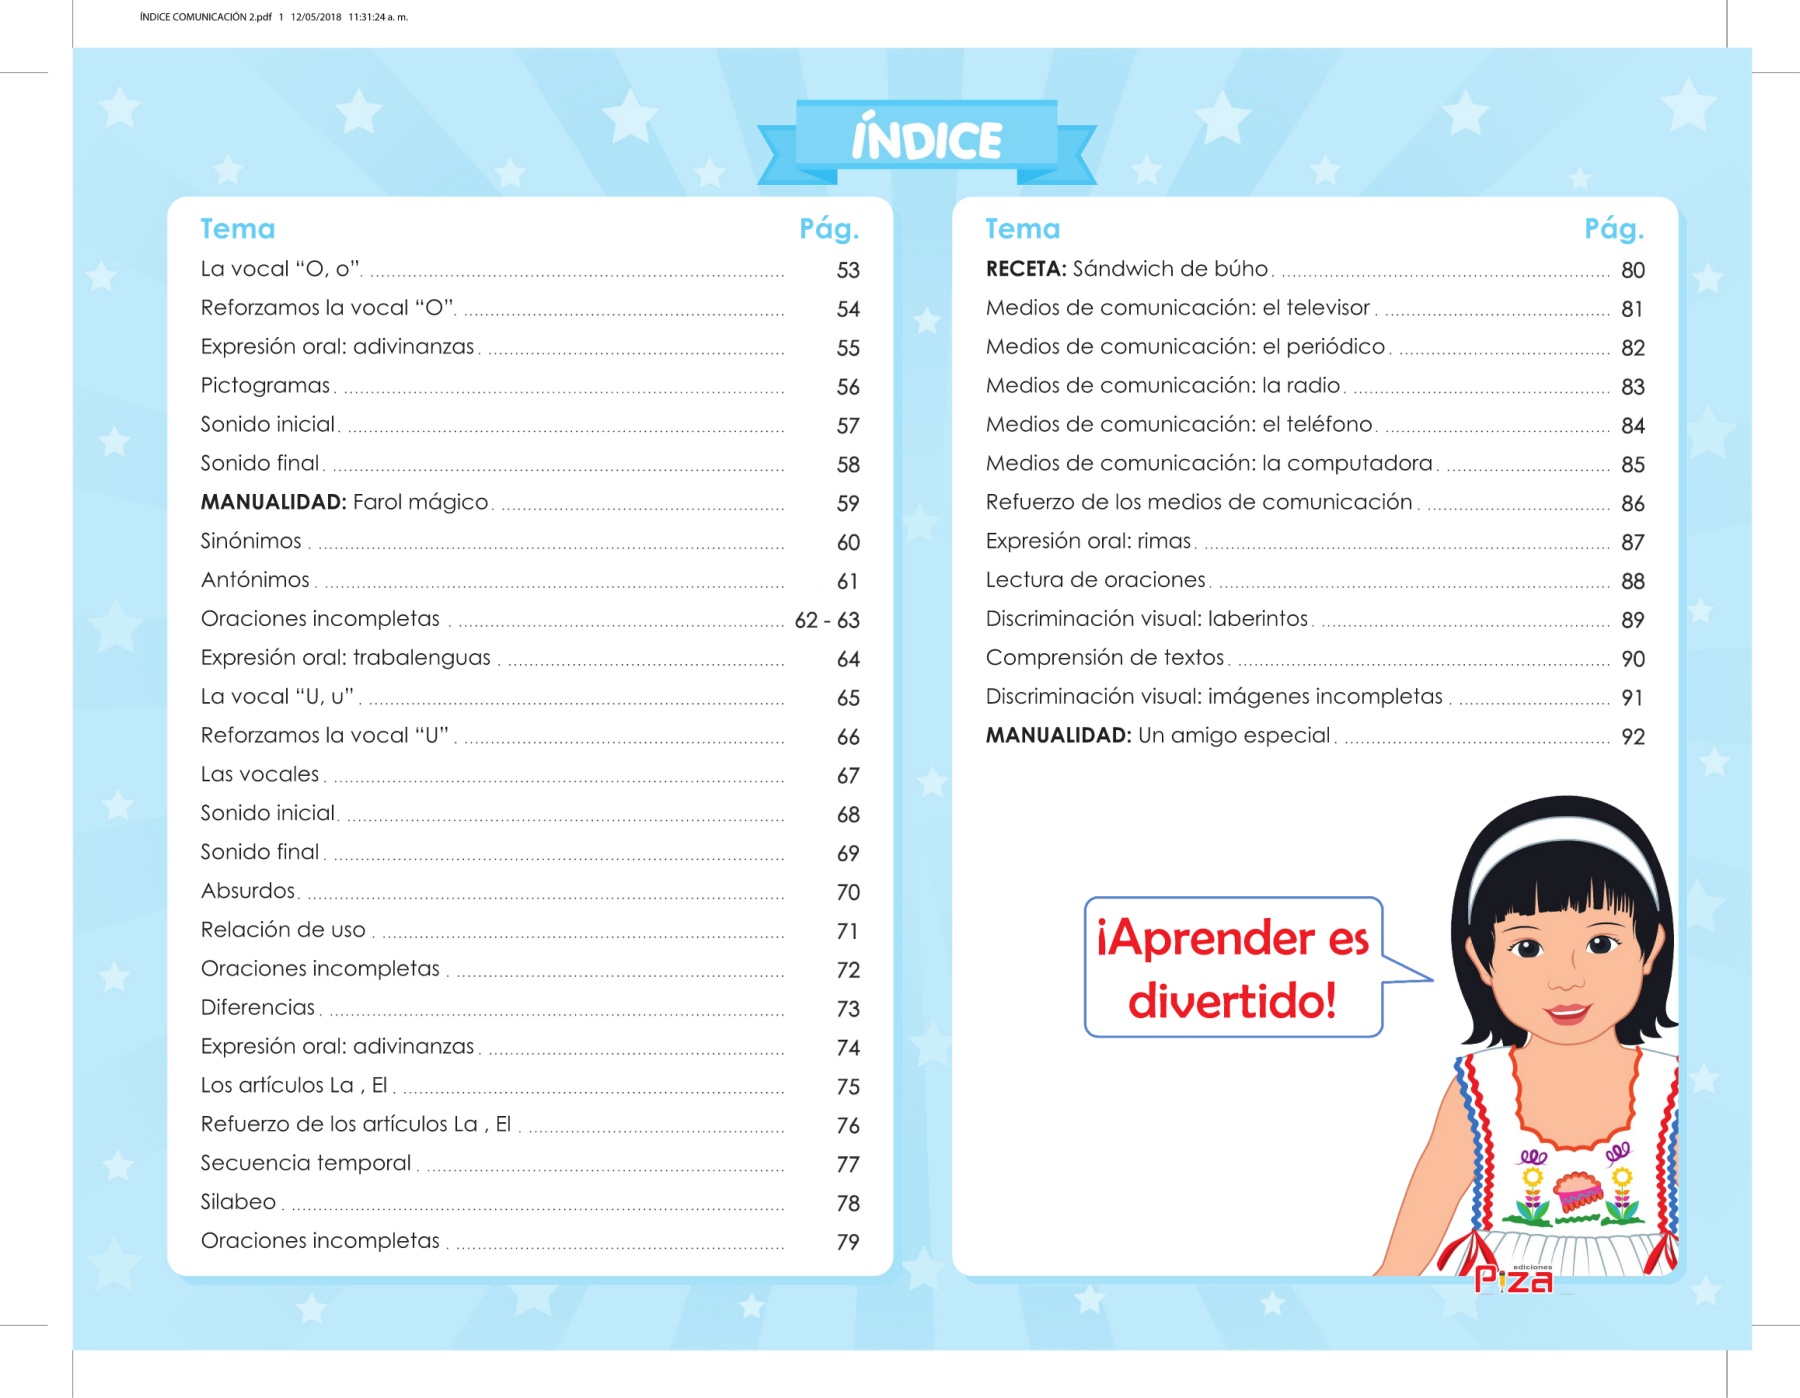 ÍNDICE COMUNICACIÓN 2.pdf 1 12/05/2018 11:31:24 a. m.
ÍNDICE
Tema Pág.
La vocal “O, o” 53
Reforzamos la vocal “O” 54
Expresión oral: adivinanzas 55
Pictogramas 56
Sonido inicial 57
Sonido final 58
MANUALIDAD: Farol mágico 59
Sinónimos 60
Antónimos 61
Oraciones incompletas 62 - 63
Expresión oral: trabalenguas 64
La vocal “U, u” 65
Reforzamos la vocal “U” 66
Las vocales 67
Sonido inicial 68
Sonido final 69
Absurdos 70
Relación de uso 71
Oraciones incompletas 72
Diferencias 73
Expresión oral: adivinanzas 74
Los artículos La , El 75
Refuerzo de los artículos La , El 76
Secuencia temporal 77
Silabeo 78
Oraciones incompletas 79
Tema Pág.
RECETA: Sándwich de búho 80
Medios de comunicación: el televisor 81
Medios de comunicación: el periódico 82
Medios de comunicación: la radio 83
Medios de comunicación: el teléfono 84
Medios de comunicación: la computadora 85
Refuerzo de los medios de comunicación 86
Expresión oral: rimas 87
Lectura de oraciones 88
Discriminación visual: laberintos 89
Comprensión de textos 90
Discriminación visual: imágenes incompletas 91
MANUALIDAD: Un amigo especial 92
¡Aprender es
divertido!
ediciones
Piza